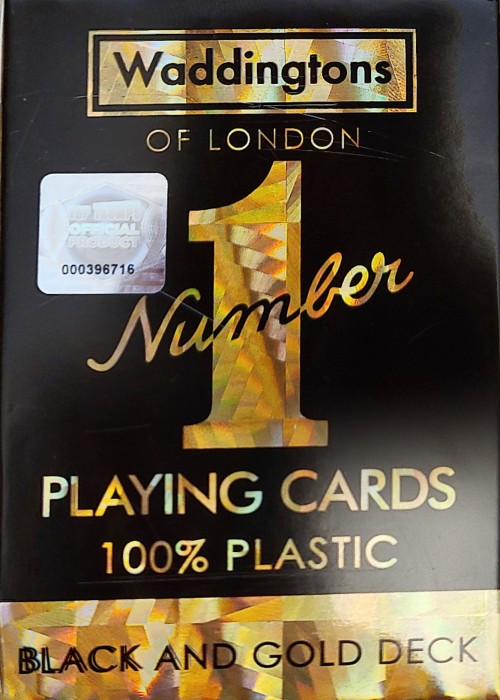 Waddingtons
OF LONDON
1
OFFICIAL
PRODUCT
000396716
Number
PLAYING CARDS
100% PLASTIC
BLACK AND GOLD DECK